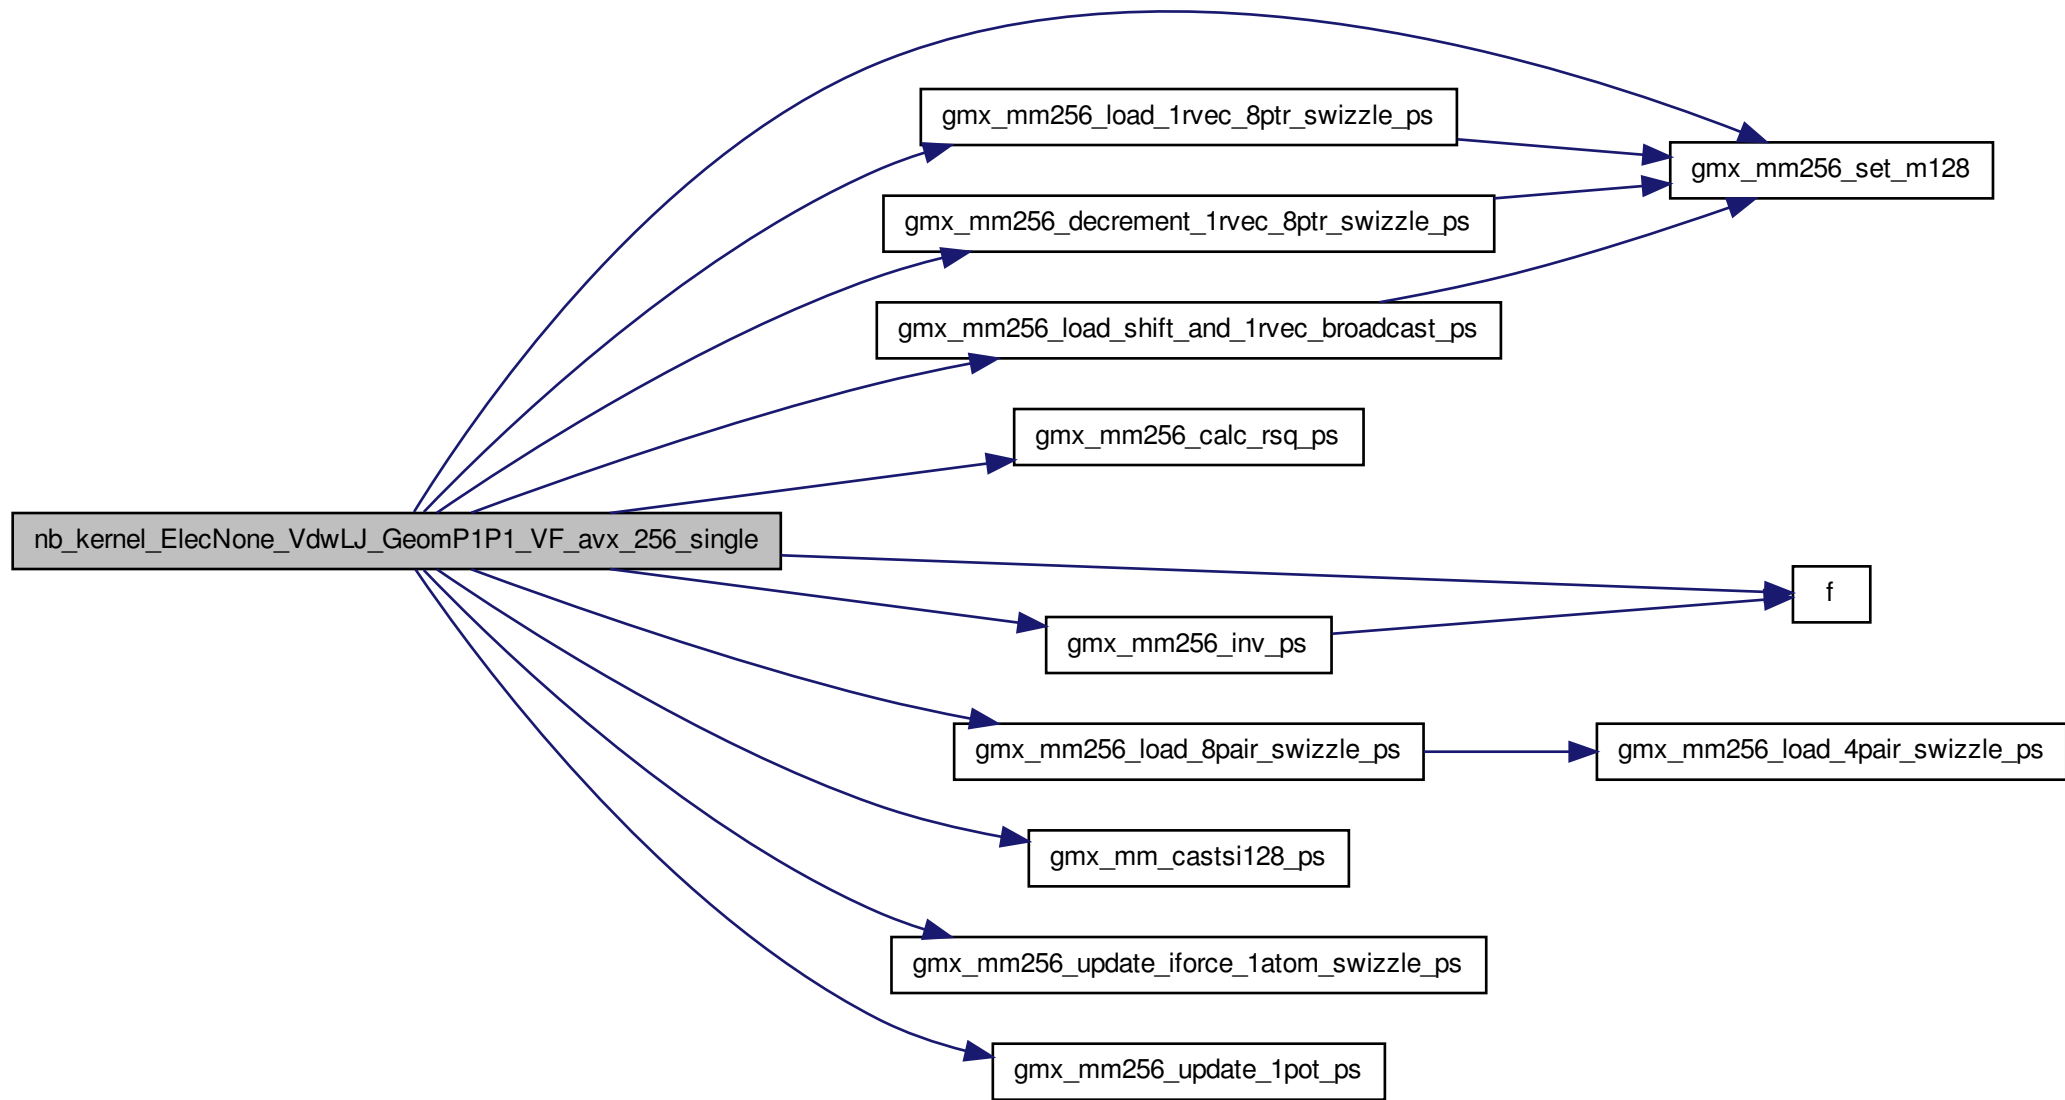 gmx_mm256_load_1rvec_8ptr_swizzle_ps
gmx_mm256_set_m128
gmx_mm256_decrement_1rvec_8ptr_swizzle_ps
gmx_mm256_load_shift_and_1rvec_broadcast_ps
gmx_mm256_calc_rsq_ps
nb_kernel_ElecNone_VdwLJ_GeomP1P1_VF_avx_256_single
f
gmx_mm256_inv_ps
gmx_mm256_load_8pair_swizzle_ps
gmx_mm256_load_4pair_swizzle_ps
gmx_mm_castsi128_ps
gmx_mm256_update_iforce_1atom_swizzle_ps
gmx_mm256_update_1pot_ps